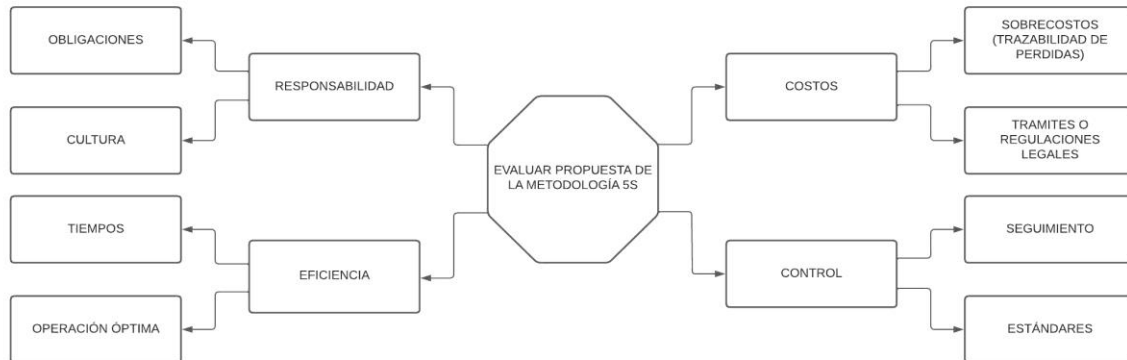 OBLIGACIONES
RESPONSABILIDAD
CULTURA
TIEMPOS
EFICIENCIA
OPERACIÓN ÓPTIMA
EVALUAR PROPUESTA DE
LA METODOLOGÍA 5S
COSTOS
SOBRECOSTOS
(TRAZABILIDAD DE
PERDIDAS)
TRAMITES O
REGULACIONES
LEGALES
CONTROL
SEGUIMIENTO
ESTÁNDARES